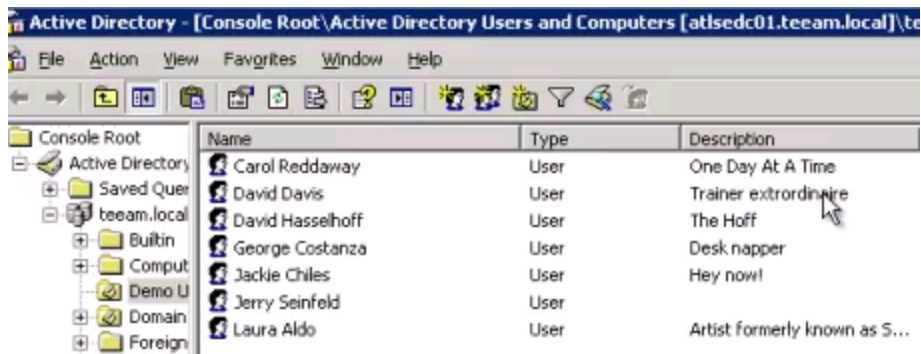 Active Directory - [Console Root\Active Directory Users and Computers [atlsedc01.teeam.local]\te
File Action View Favorites Window Help
Console Root
Name Type Description
Active Directory
Carol Reddaway User One Day At A Time
Saved Quer
David Davis User Trainer extrordinaire
teeam.local
David Hasselhoff User The Hoff
Builtin
George Costanza User Desk napper
Comput
Jackie Chiles User Hey now!
Demo U
Jerry Seinfeld User
Domain
Laura Aldo User Artist formerly known as S...
Foreign